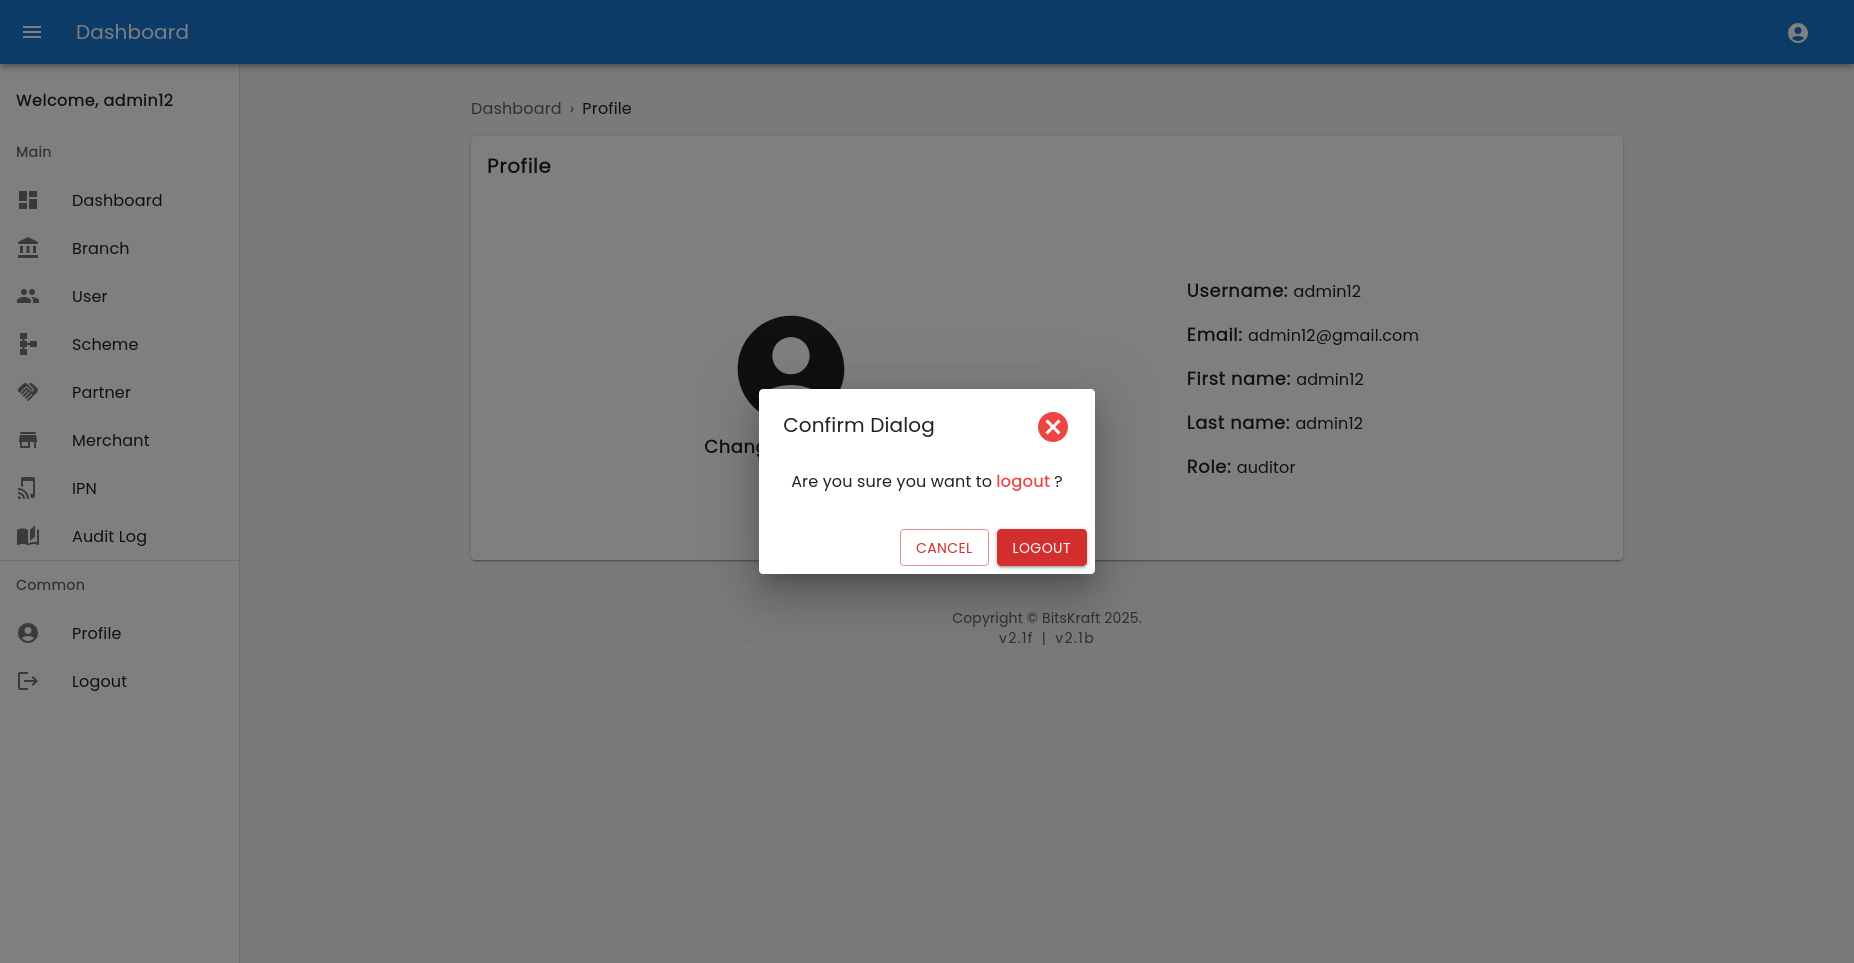 Dashboard
Welcome, admin12
Main
Dashboard
Branch
User
Scheme
Partner
Merchant
IPN
Audit Log
Common
Profile
Logout
Dashboard › Profile
Profile
Username: admin12
Email: admin12@gmail.com
First name: admin12
Last name: admin12
Role: auditor
Confirm Dialog
Are you sure you want to logout ?
CANCEL
LOGOUT
Copyright © BitsKraft 2025.
v2.1f | v2.1b